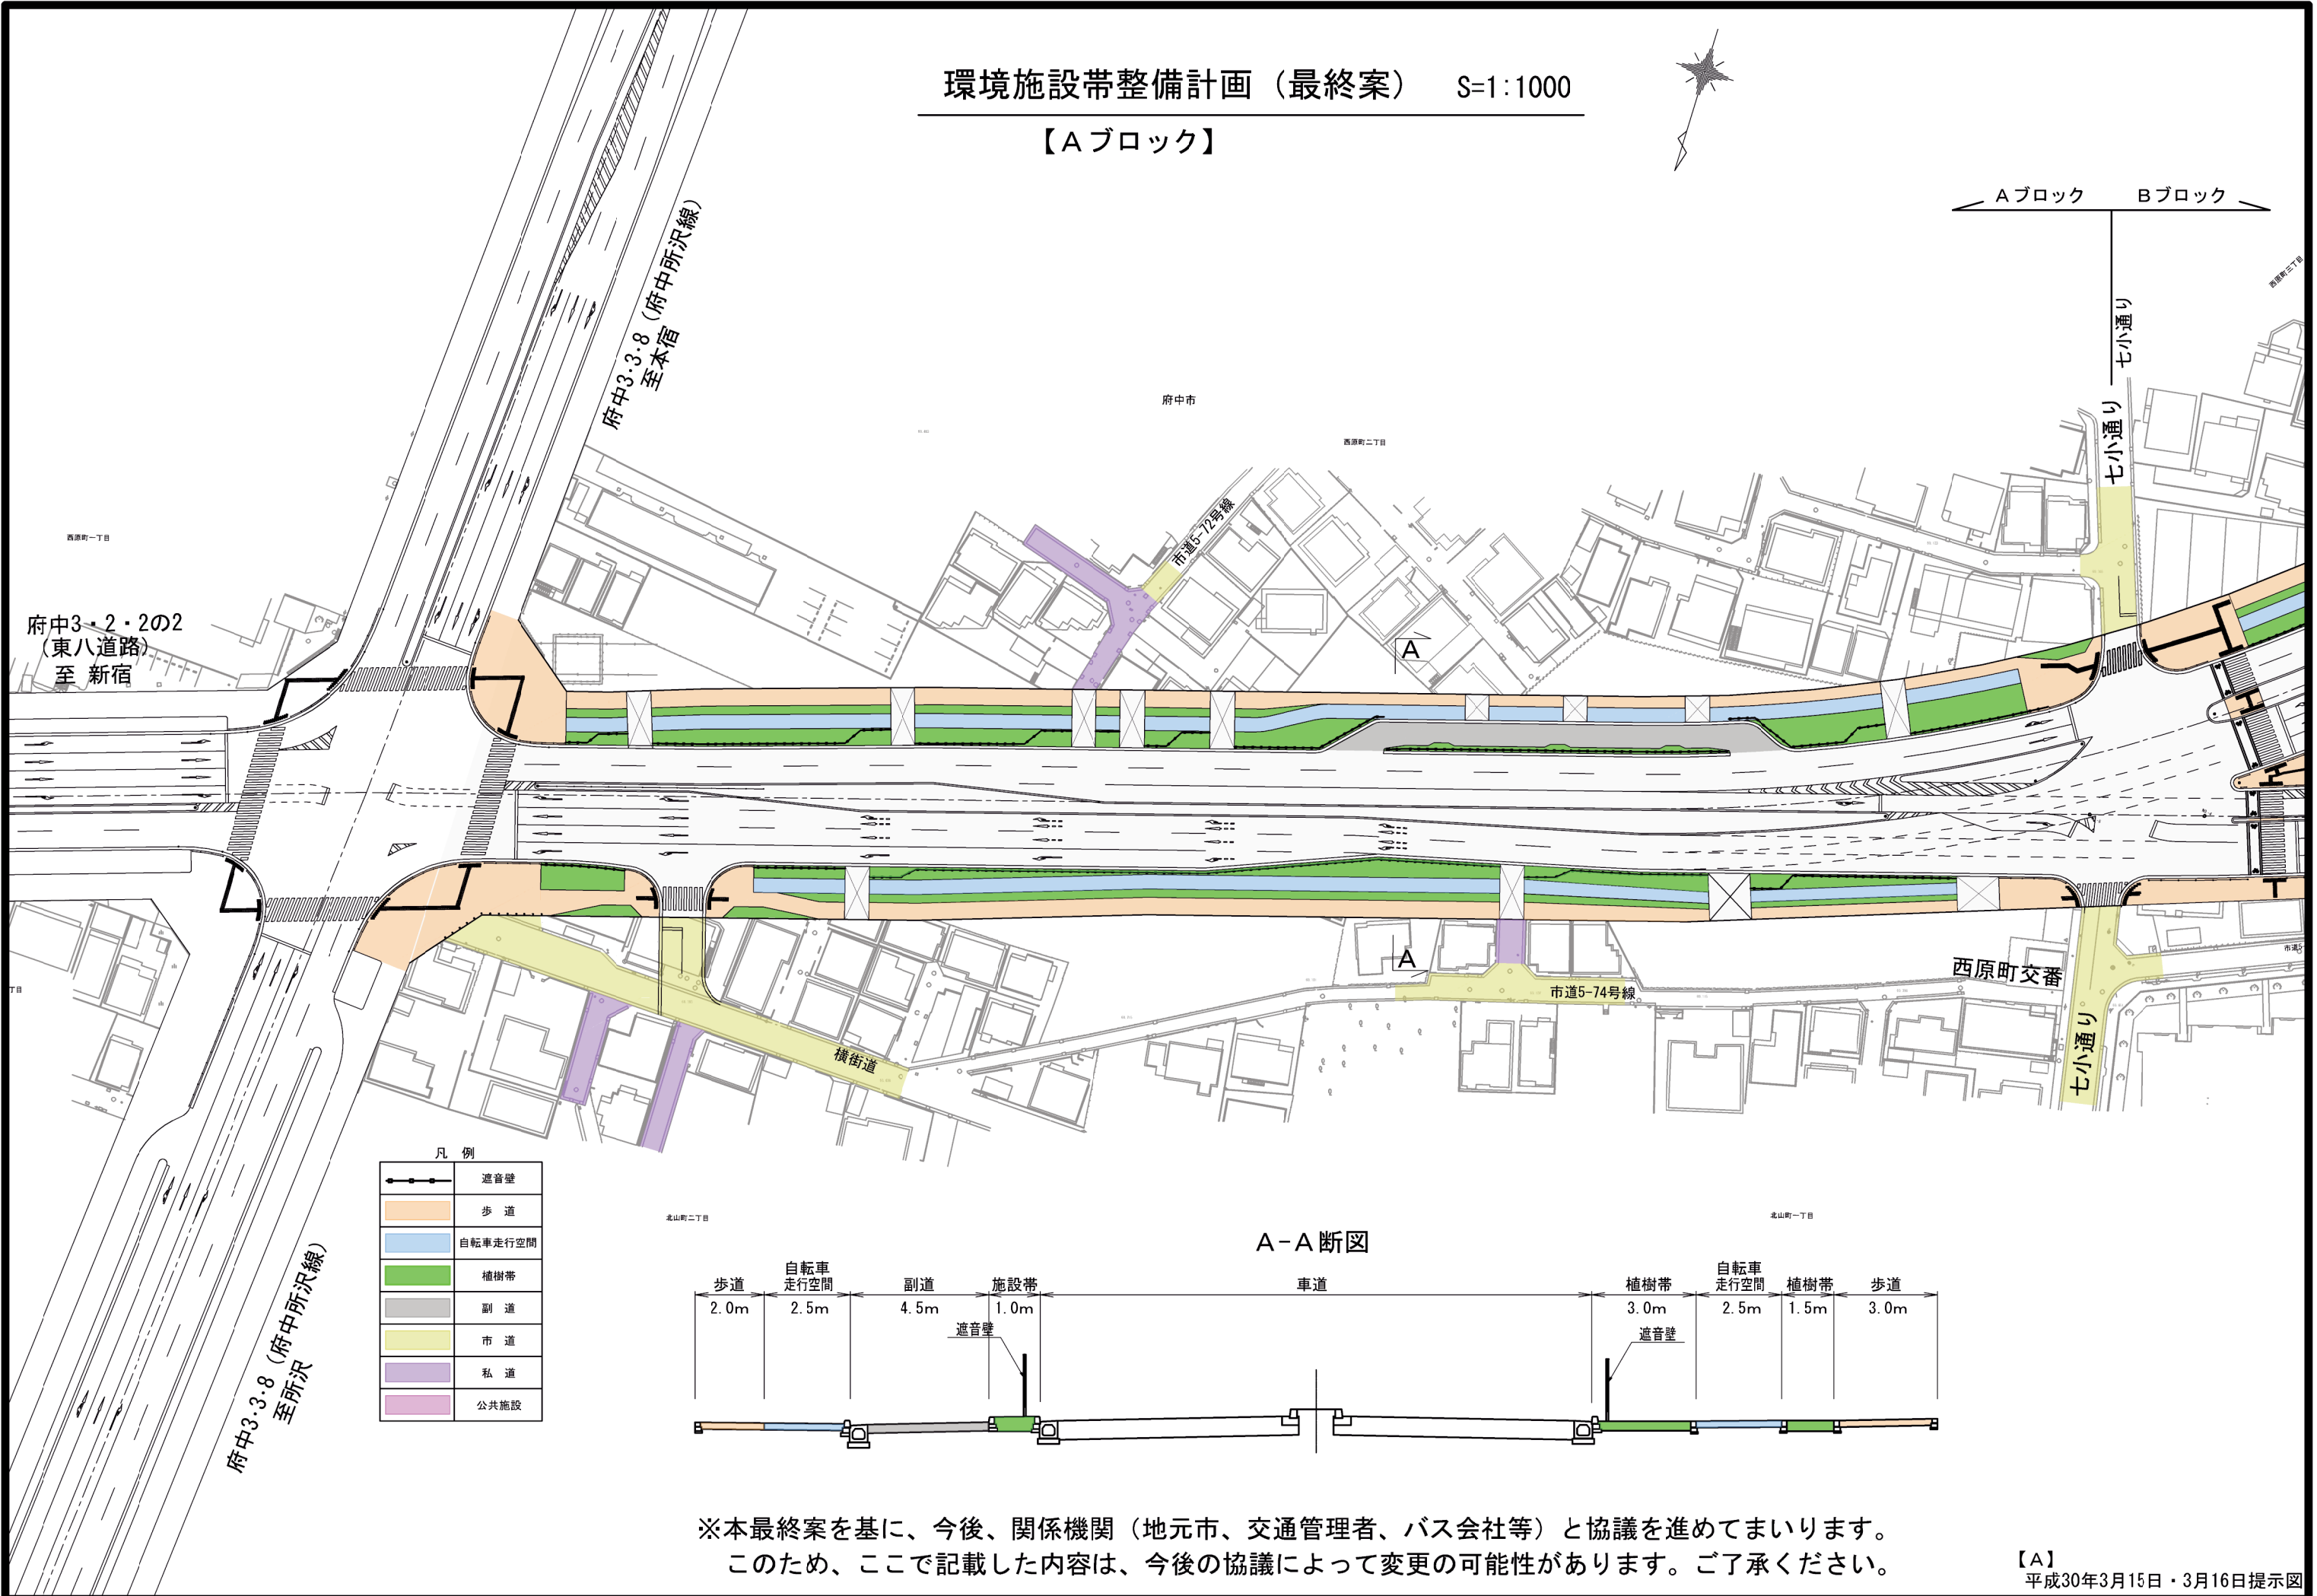 環境施設帯整備計画（最終案）　S=1:1000
【Aブロック】
Aブロック　Bブロック
七小通り
七小通り
西原町三丁目
府中3・3・8（府中所沢線）
至本宿
府中市
西原町二丁目
西原町一丁目
市道5-72号線
府中3・2・2の2
（東八道路）
至 新宿
A
A
丁目
西原町交番
市道5-74号線
市道5
七小通り
横街道
府中3・3・8（府中所沢線）
至所沢
北山町二丁目
北山町一丁目
凡　例
遮音壁
歩　道
自転車走行空間
植樹帯
副　道
市　道
私　道
公共施設
A-A断図
歩道　自転車走行空間　副道　施設帯　車道　植樹帯　自転車走行空間　植樹帯　歩道
2.0m　2.5m　4.5m　1.0m　3.0m　2.5m　1.5m　3.0m
遮音壁　遮音壁
※本最終案を基に、今後、関係機関（地元市、交通管理者、バス会社等）と協議を進めてまいります。
このため、ここで記載した内容は、今後の協議によって変更の可能性があります。ご了承ください。
【A】
平成30年3月15日・3月16日提示図